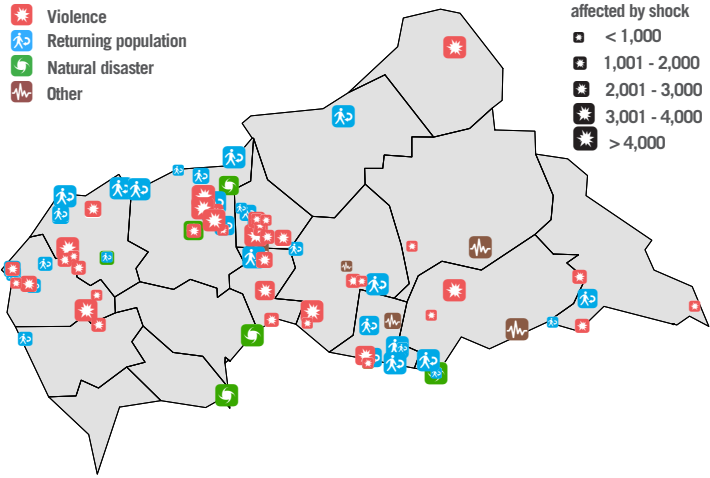 Violence
Returning population
Natural disaster
Other
affected by shock
< 1,000
1,001 - 2,000
2,001 - 3,000
3,001 - 4,000
> 4,000